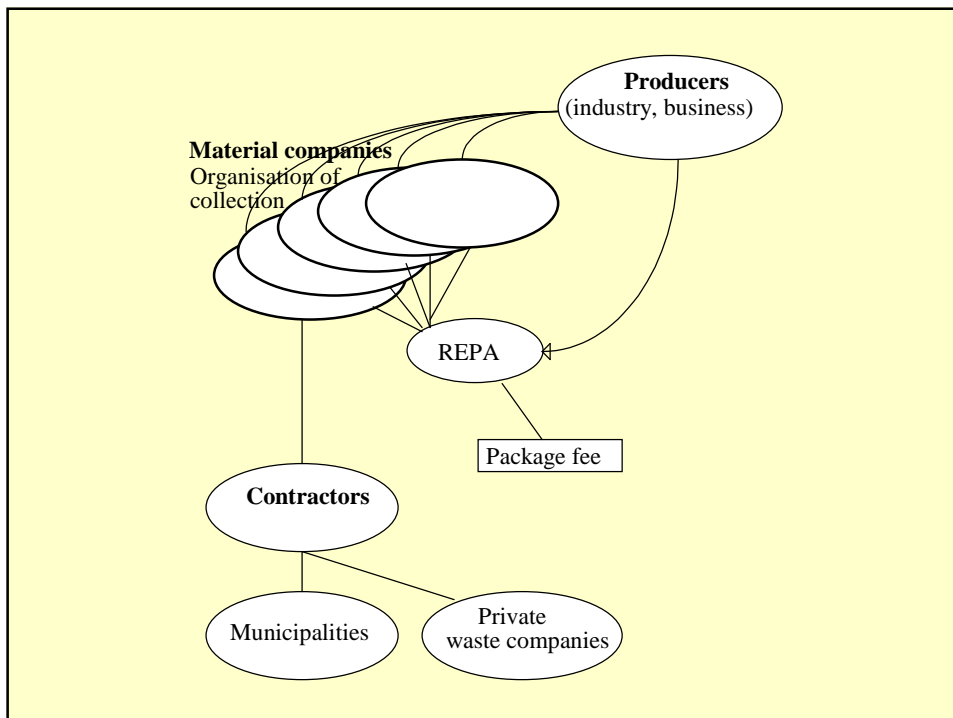 Producers
(industry, business)
Material companies
Organisation of
collection
REPA
Package fee
Contractors
Municipalities
Private
waste companies